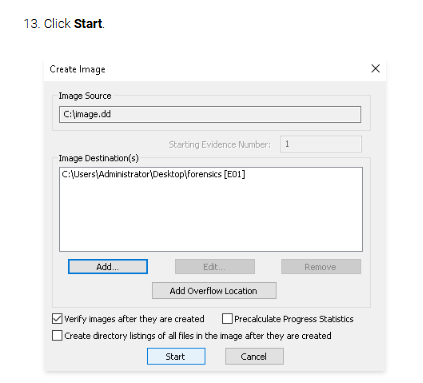 13. Click Start.
Create Image
Image Source
C:\image.dd
Starting Evidence Number: 1
Image Destination(s)
C:\Users\Administrator\Desktop\forensics [E01]
Add... Edit... Remove
Add Overflow Location
Verify images after they are created Precalculate Progress Statistics
Create directory listings of all files in the image after they are created
Start Cancel